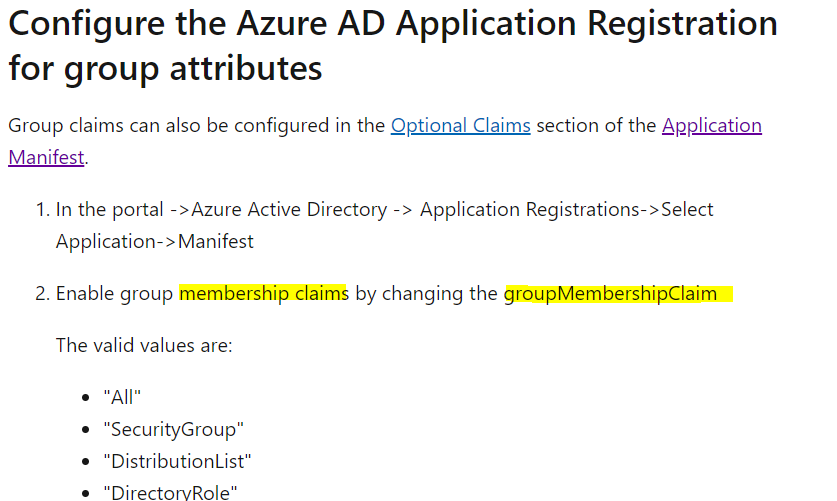 Configure the Azure AD Application Registration
for group attributes
Group claims can also be configured in the Optional Claims section of the Application
Manifest.
1. In the portal ->Azure Active Directory -> Application Registrations->Select
Application->Manifest
2. Enable group membership claims by changing the groupMembershipClaim
The valid values are:
• "All"
• "SecurityGroup"
• "DistributionList"
• "DirectoryRole"